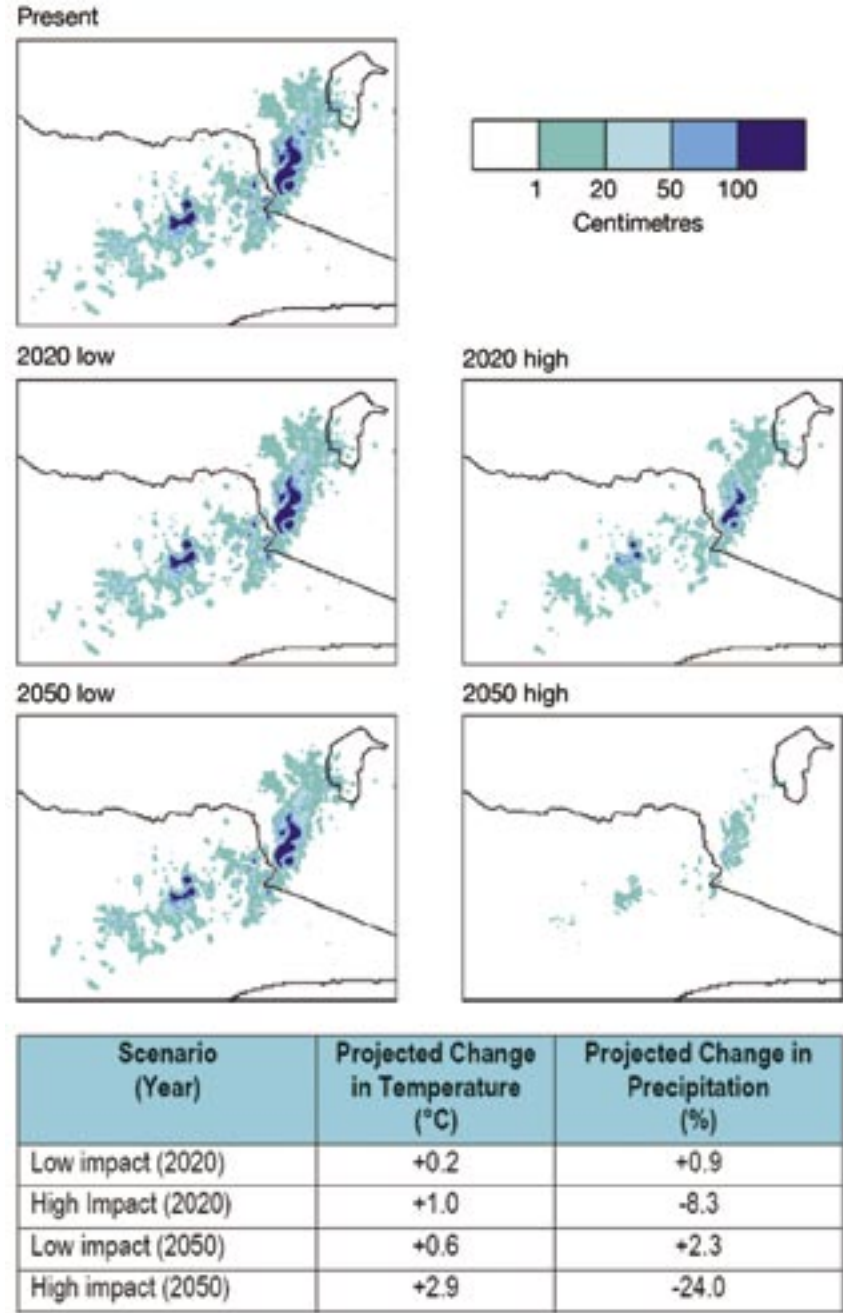 Present
1 20 50 100
Centimetres
2020 low
2020 high
2050 low
2050 high
Scenario
(Year)
Projected Change
in Temperature
(°C)
Projected Change in
Precipitation
(%)
Low impact (2020) +0.2 +0.9
High Impact (2020) +1.0 -8.3
Low impact (2050) +0.6 +2.3
High impact (2050) +2.9 -24.0